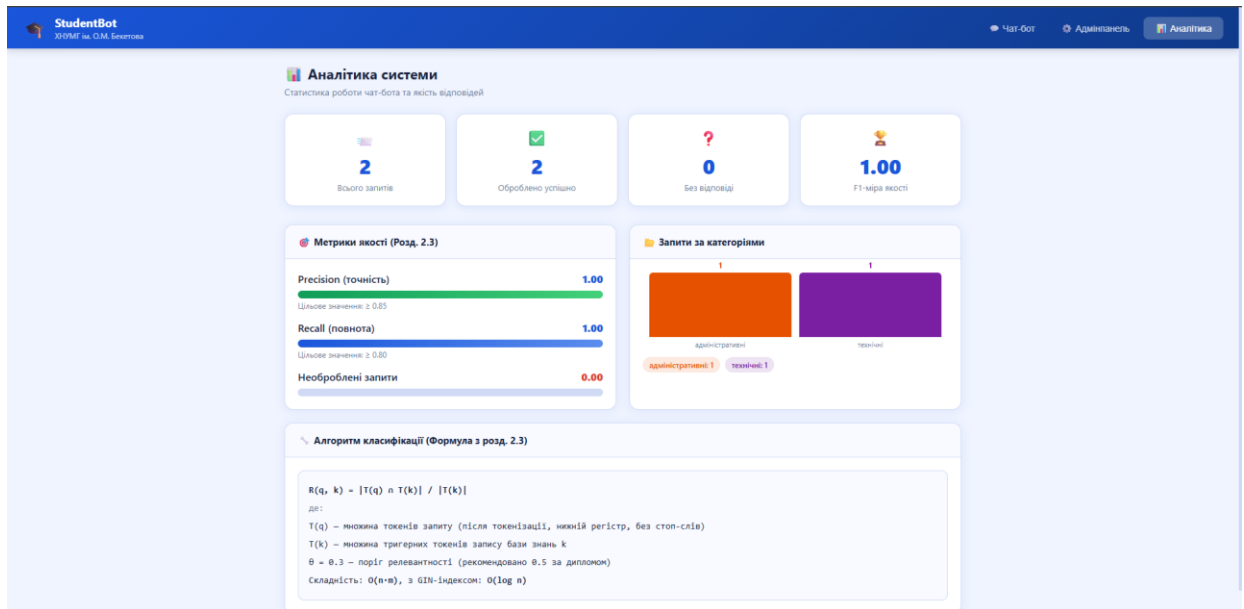 StudentBot
ХНУМГ ім. О.М. Бекетова
Чат-бот
Адмінпанель
Аналітика
Аналітика системи
Статистика роботи чат-бота та якість відповідей
2
Всього запитів
2
Оброблено успішно
0
Без відповіді
1.00
F1-міра якості
Метрики якості (Розд. 2.3)
Precision (точність) 1.00
Цільове значення: ≥ 0.85
Recall (повнота) 1.00
Цільове значення: ≥ 0.80
Необроблені запити 0.00
Запити за категоріями
1 1
адміністративні технічні
адміністративні: 1 технічні: 1
Алгоритм класифікації (Формула з розд. 2.3)
R(q, k) = |T(q) ∩ T(k)| / |T(k)|
де:
T(q) — множина токенів запиту (після токенізації, нижній регістр, без стоп-слів)
T(k) — множина тригерних токенів запису бази знань k
θ = 0.3 — поріг релевантності (рекомендовано 0.5 за дипломом)
Складність: O(n·m), з GIN-індексом: O(log n)